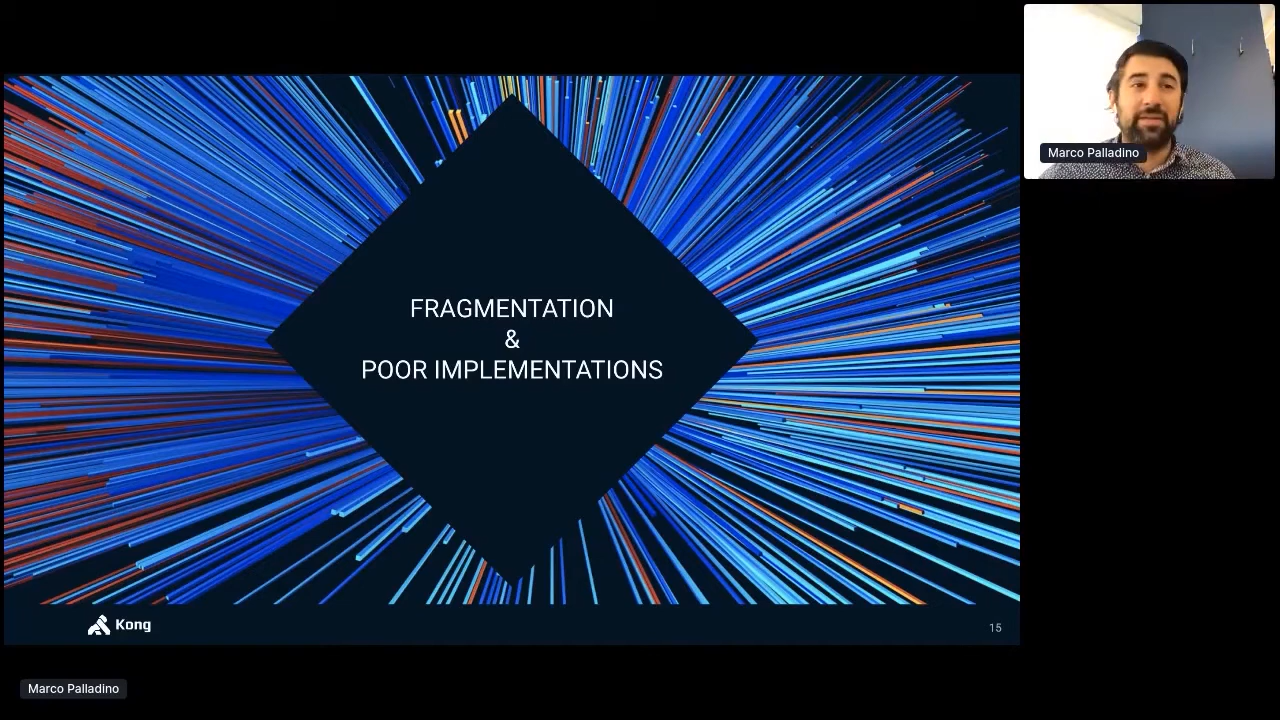 Marco Palladino
FRAGMENTATION
&
POOR IMPLEMENTATIONS
Kong
15
Marco Palladino